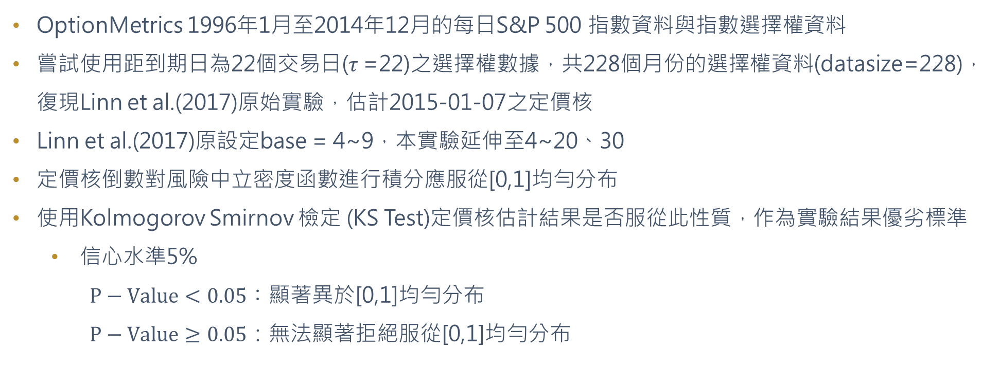 • OptionMetrics 1996年1月至2014年12月的每日S&P 500 指數資料與指數選擇權資料
• 嘗試使用距到期日為22個交易日(τ =22)之選擇權數據，共228個月份的選擇權資料(datasize=228)，
復現Linn et al.(2017)原始實驗，估計2015-01-07之定價核
• Linn et al.(2017)原設定base = 4~9，本實驗延伸至4~20、30
• 定價核倒數對風險中立密度函數進行積分應服從[0,1]均勻分布
• 使用Kolmogorov Smirnov 檢定 (KS Test)定價核估計結果是否服從此性質，作為實驗結果優劣標準
• 信心水準5%
P − Value < 0.05：顯著異於[0,1]均勻分布
P − Value ≥ 0.05：無法顯著拒絕服從[0,1]均勻分布